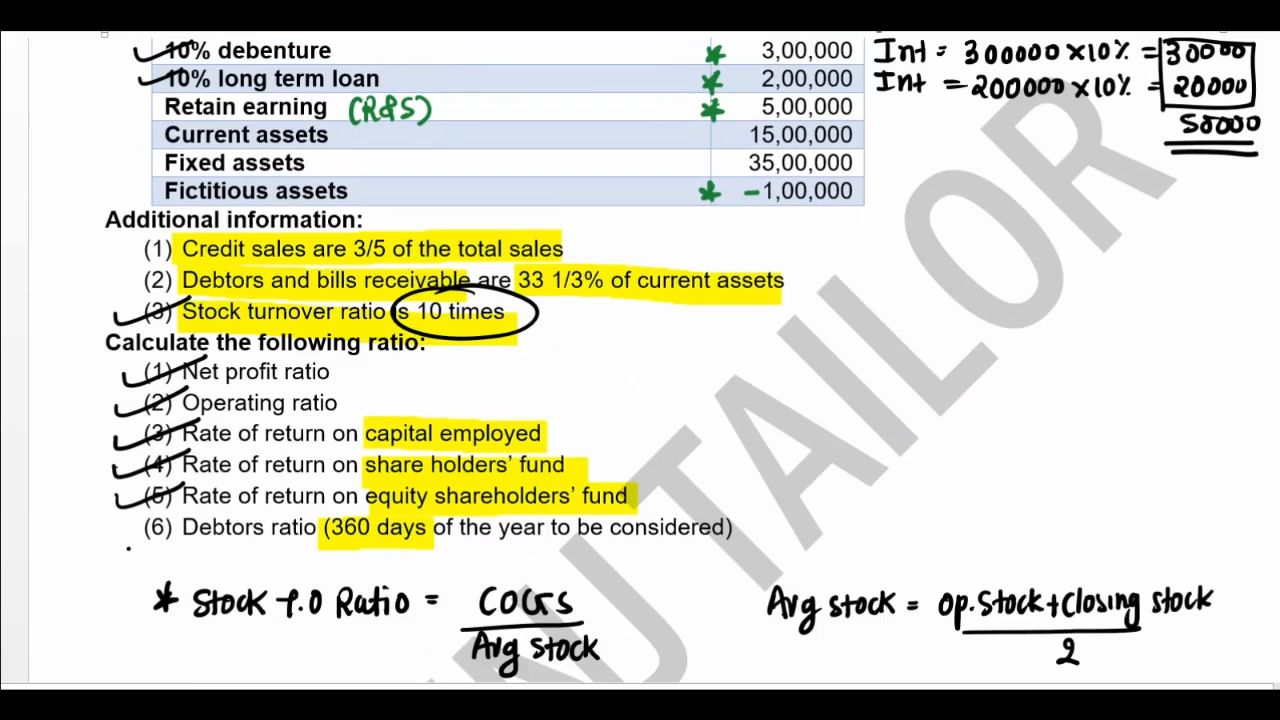 10% debenture * 3,00,000 Int = 300000 x10% = 30000
10% long term loan * 2,00,000 Int = 200000 x10% = 20000
50000
Retain earning (R&S) * 5,00,000
Current assets 15,00,000
Fixed assets 35,00,000
Fictitious assets * -1,00,000
Additional information:
(1) Credit sales are 3/5 of the total sales
(2) Debtors and bills receivable are 33 1/3% of current assets
(3) Stock turnover ratio is 10 times
Calculate the following ratio:
(1) Net profit ratio
(2) Operating ratio
(3) Rate of return on capital employed
(4) Rate of return on share holders' fund
(5) Rate of return on equity shareholders' fund
(6) Debtors ratio (360 days of the year to be considered)
* Stock T.O Ratio = COGS
Avg stock
Avg stock = Op. Stock + Closing stock
2
TAILOR